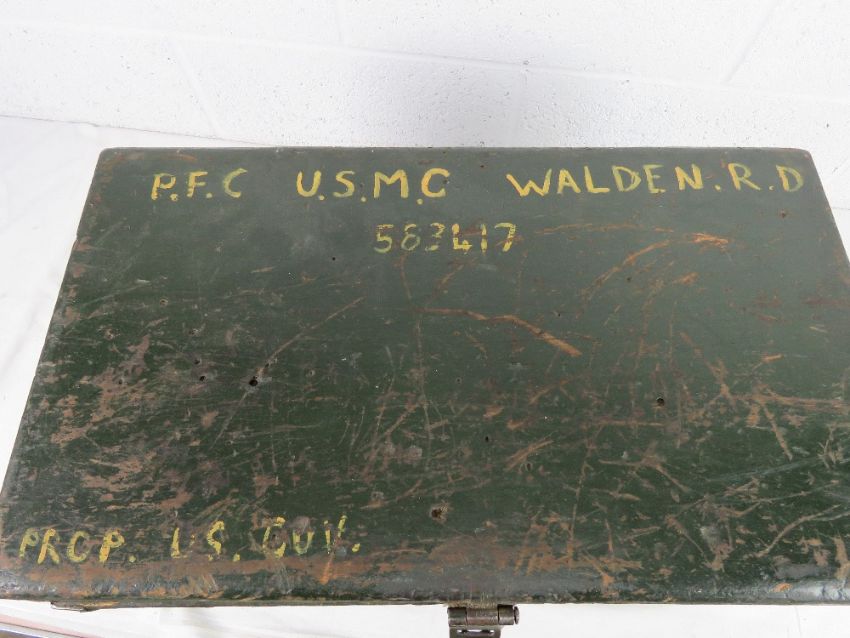 P.F.C U.S.M.C WALDEN.R.D
583417
PROP. U.S. GOV.